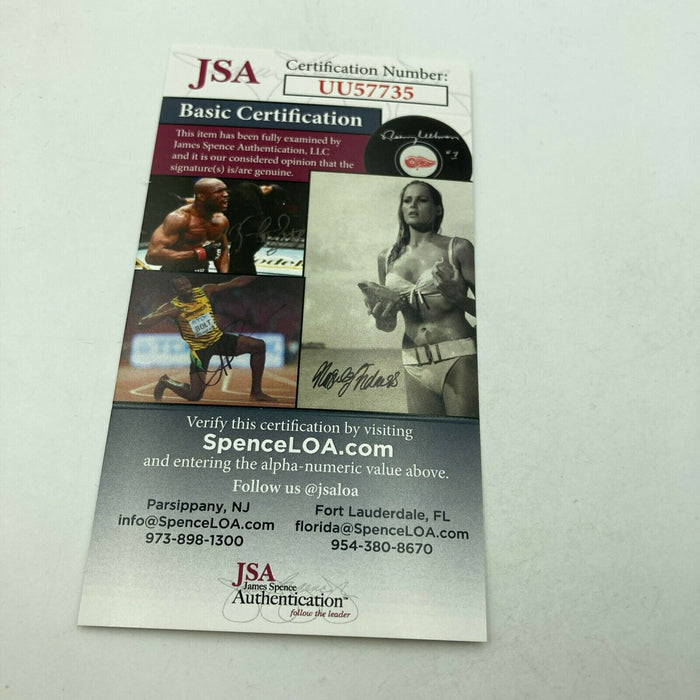 JSA
Certification Number:
UU57735
Basic Certification
This item has been fully examined by
James Spence Authentication, LLC
and it is our considered opinion that the
signature(s) is/are genuine.
BOLT
Verify this certification by visiting
SpenceLOA.com
and entering the alpha-numeric value above.
Follow us @jsaloa
Parsippany, NJ
info@SpenceLOA.com
973-898-1300
Fort Lauderdale, FL
florida@SpenceLOA.com
954-380-8670
JSA
James Spence
Authentication™
follow the leader